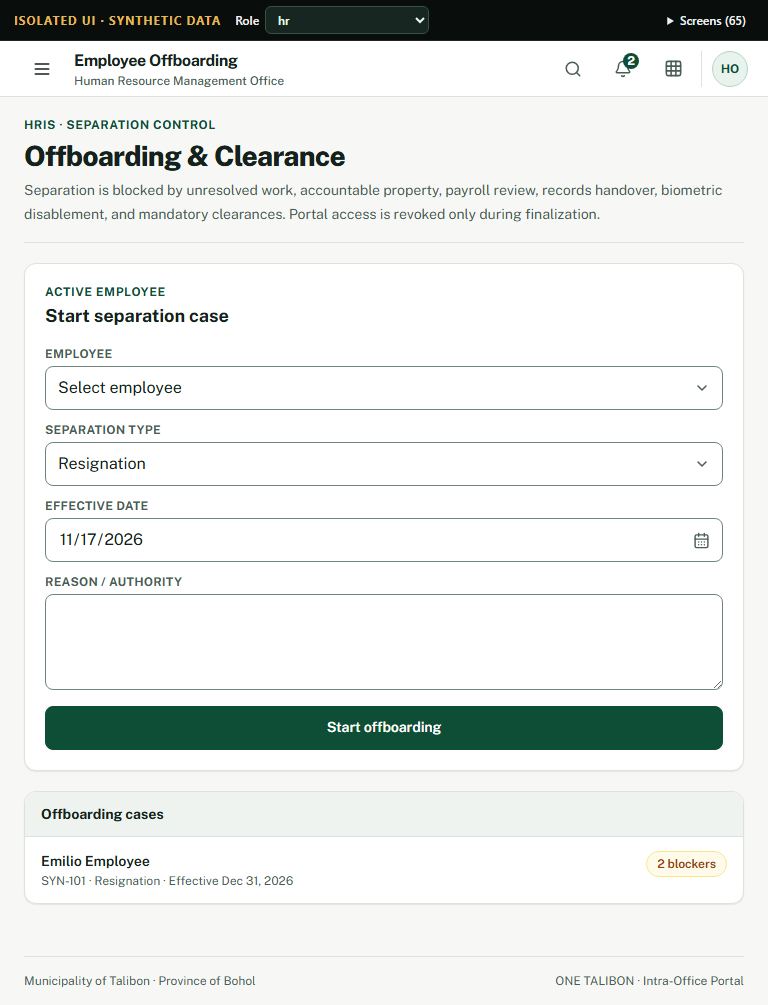 ISOLATED UI · SYNTHETIC DATA Role hr Screens (65)
Employee Offboarding
Human Resource Management Office
2
HO
HRIS · SEPARATION CONTROL
Offboarding & Clearance
Separation is blocked by unresolved work, accountable property, payroll review, records handover, biometric
disablement, and mandatory clearances. Portal access is revoked only during finalization.
ACTIVE EMPLOYEE
Start separation case
EMPLOYEE
Select employee
SEPARATION TYPE
Resignation
EFFECTIVE DATE
11/17/2026
REASON / AUTHORITY
Start offboarding
Offboarding cases
Emilio Employee
2 blockers
SYN-101 · Resignation · Effective Dec 31, 2026
Municipality of Talibon · Province of Bohol
ONE TALIBON · Intra-Office Portal